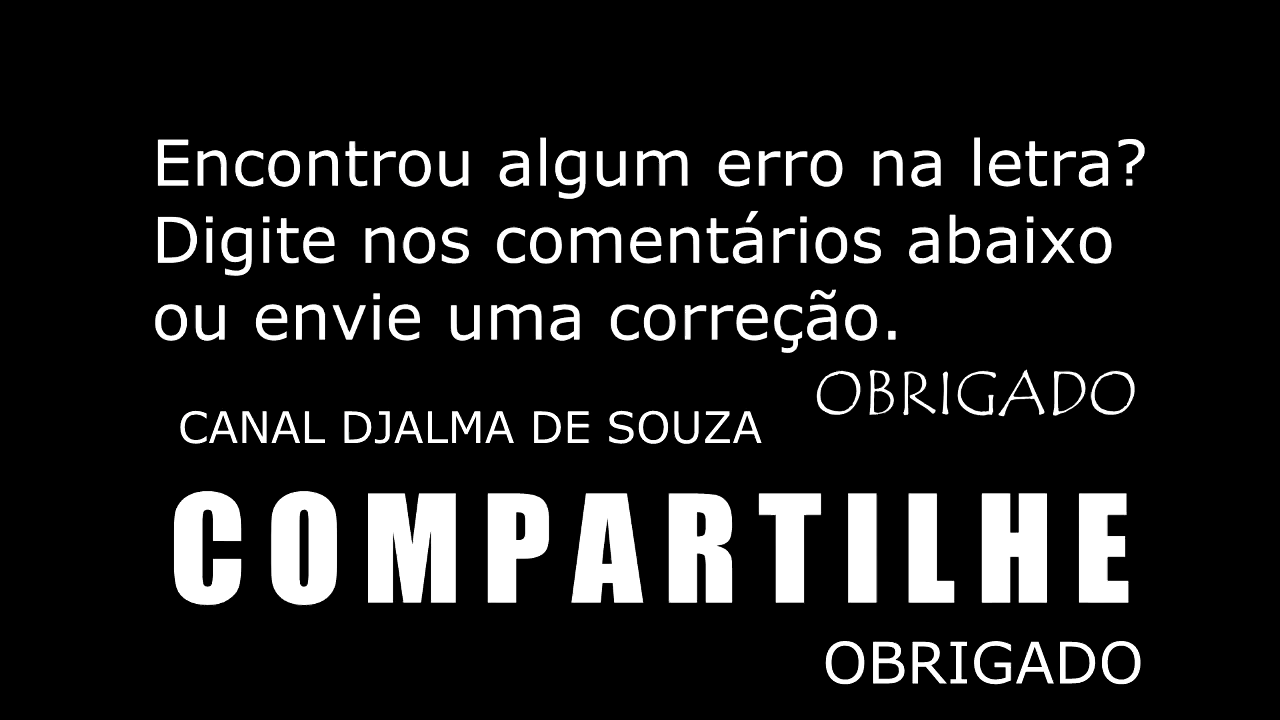 Encontrou algum erro na letra?
Digite nos comentários abaixo
ou envie uma correção.
OBRIGADO
CANAL DJALMA DE SOUZA
COMPARTILHE
OBRIGADO